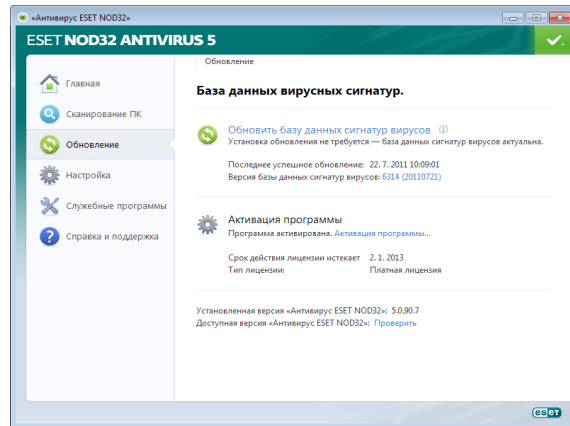 «Антивирус ESET NOD32»
ESET NOD32 ANTIVIRUS 5
Главная
Сканирование ПК
Обновление
Настройка
Служебные программы
Справка и поддержка
Обновление
База данных вирусных сигнатур.
Обновить базу данных сигнатур вирусов
Установка обновления не требуется — база данных сигнатур вирусов актуальна.
Последнее успешное обновление: 22. 7. 2011 10:09:01
Версия базы данных сигнатур вирусов: 6314 (20110721)
Активация программы
Программа активирована. Активация программы...
Срок действия лицензии истекает 2. 1. 2013
Тип лицензии: Платная лицензия
Установленная версия «Антивирус ESET NOD32»: 5.0.90.7
Доступная версия «Антивирус ESET NOD32»: Проверить
eset